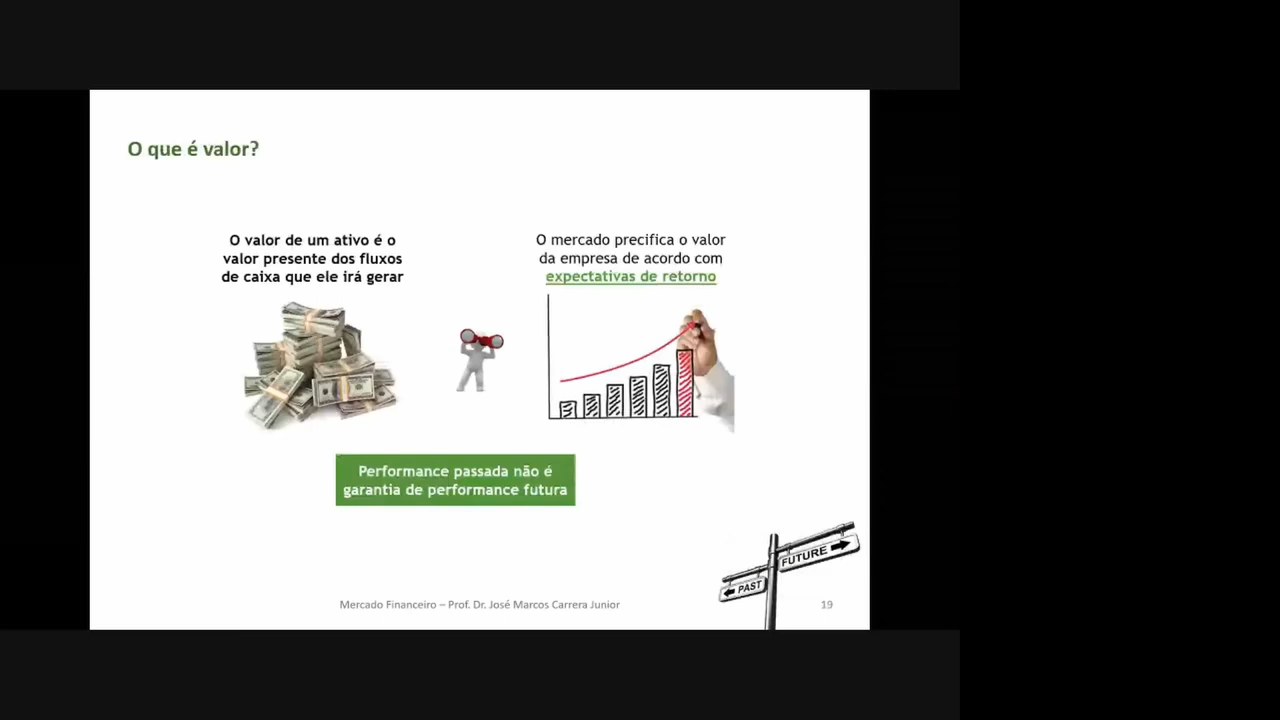 O que é valor?
O valor de um ativo é o
valor presente dos fluxos
de caixa que ele irá gerar
O mercado precifica o valor
da empresa de acordo com
expectativas de retorno
Performance passada não é
garantia de performance futura
FUTURE
PAST
Mercado Financeiro – Prof. Dr. José Marcos Carrera Junior
19